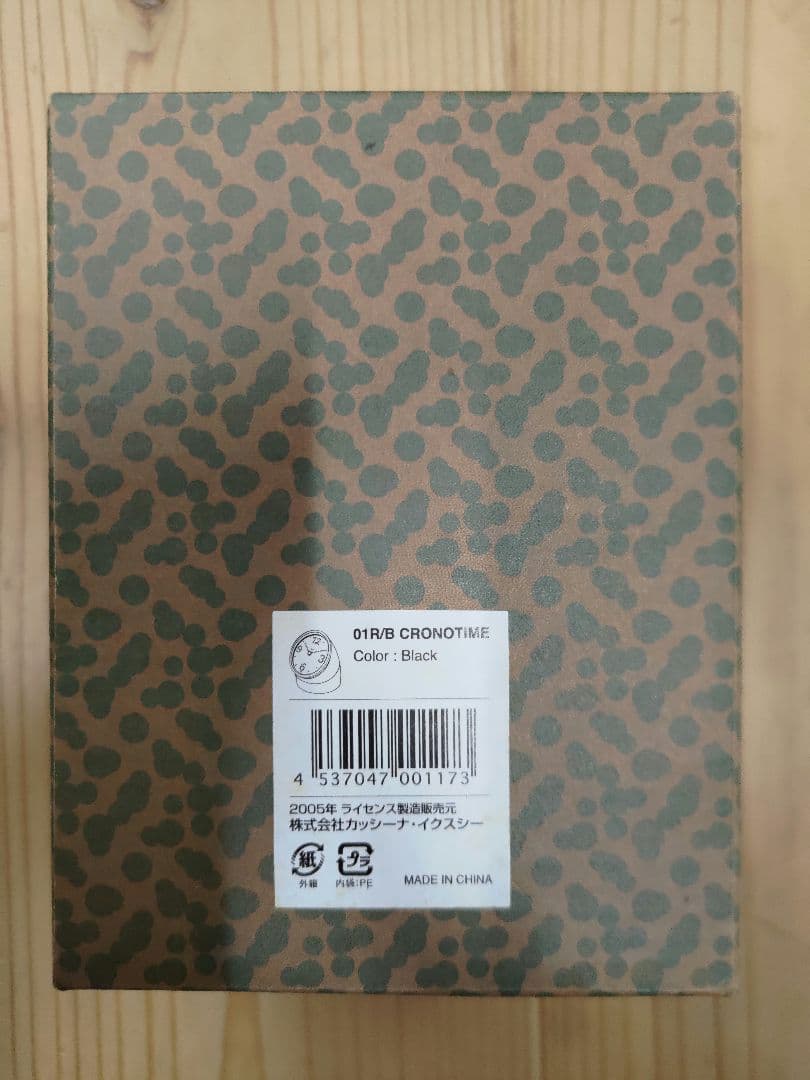 01R/B CRONOTIME
Color : Black
4 537047 001173
2005年 ライセンス製造販売元
株式会社カッシーナ・イクスシー
紙 プラ
外箱 内袋:PE MADE IN CHINA